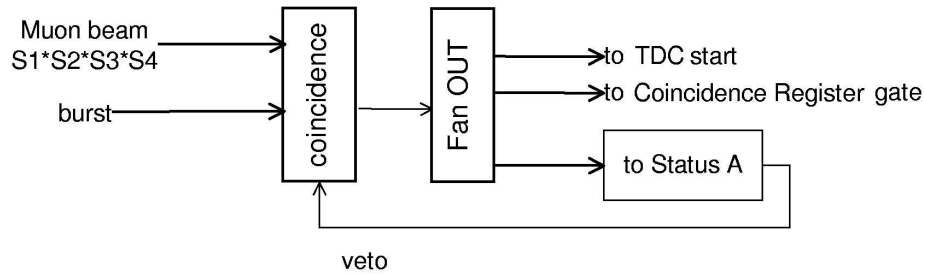 Muon beam
S1*S2*S3*S4
burst
coincidence
Fan OUT
to TDC start
to Coincidence Register gate
to Status A
veto